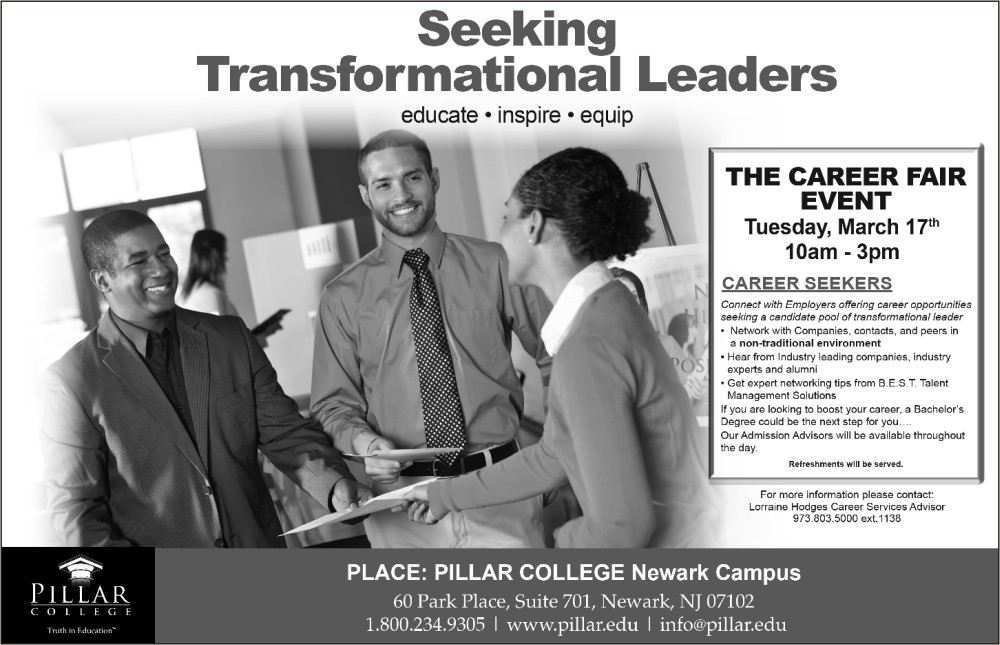 Seeking
Transformational Leaders
educate • inspire • equip
THE CAREER FAIR
EVENT
Tuesday, March 17th
10am - 3pm
CAREER SEEKERS
Connect with Employers offering career opportunities
seeking a candidate pool of transformational leader
• Network with Companies, contacts, and peers in
a non-traditional environment
• Hear from Industry leading companies, industry
experts and alumni
• Get expert networking tips from B.E.S.T. Talent
Management Solutions
If you are looking to boost your career, a Bachelor's
Degree could be the next step for you....
Our Admission Advisors will be available throughout
the day.
Refreshments will be served.
For more information please contact:
Lorraine Hodges Career Services Advisor
973.803.5000 ext.1138
PILLAR
COLLEGE
Truth in Education™
PLACE: PILLAR COLLEGE Newark Campus
60 Park Place, Suite 701, Newark, NJ 07102
1.800.234.9305 | www.pillar.edu | info@pillar.edu